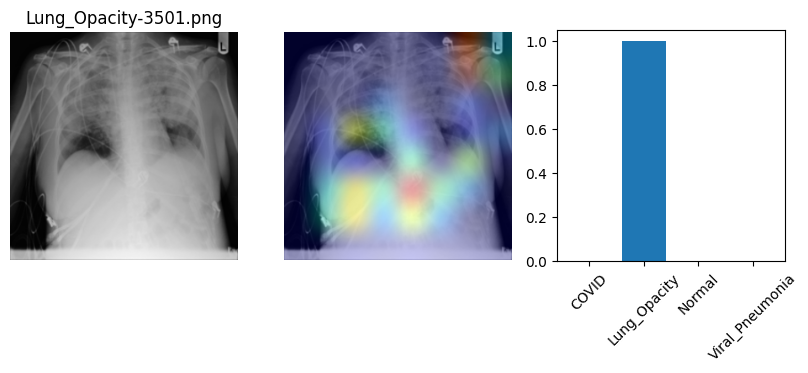 Lung_Opacity-3501.png
L
L
1.0
0.8
0.6
0.4
0.2
0.0
COVID
Lung_Opacity
Normal
Viral_Pneumonia